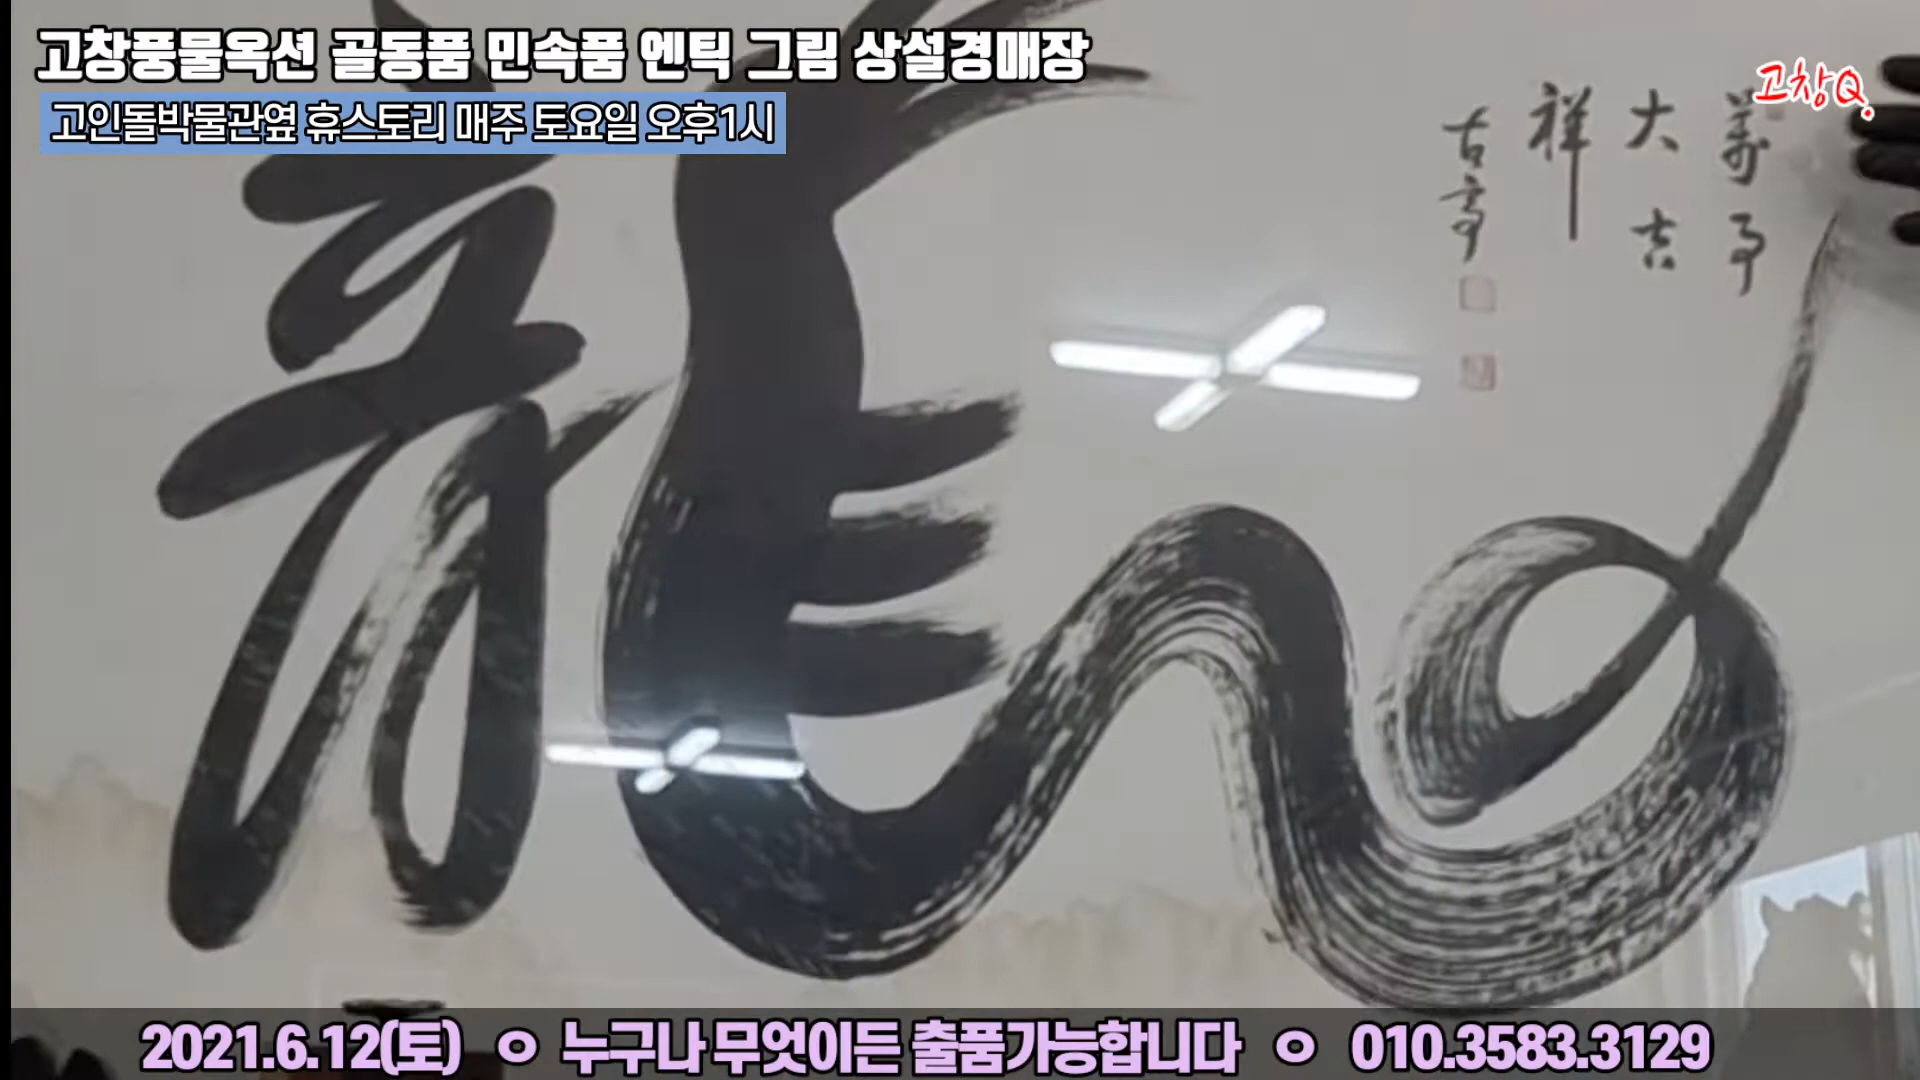 고창풍물옥션 골동품 민속품 엔틱 그림 상설경매장
고인돌박물관옆 휴스토리 매주 토요일 오후1시
고창Q.
龍
萬事
大吉
祥
古亭
2021.6.12(토) ㅇ 누구나 무엇이든 출품가능합니다 ㅇ 010.3583.3129